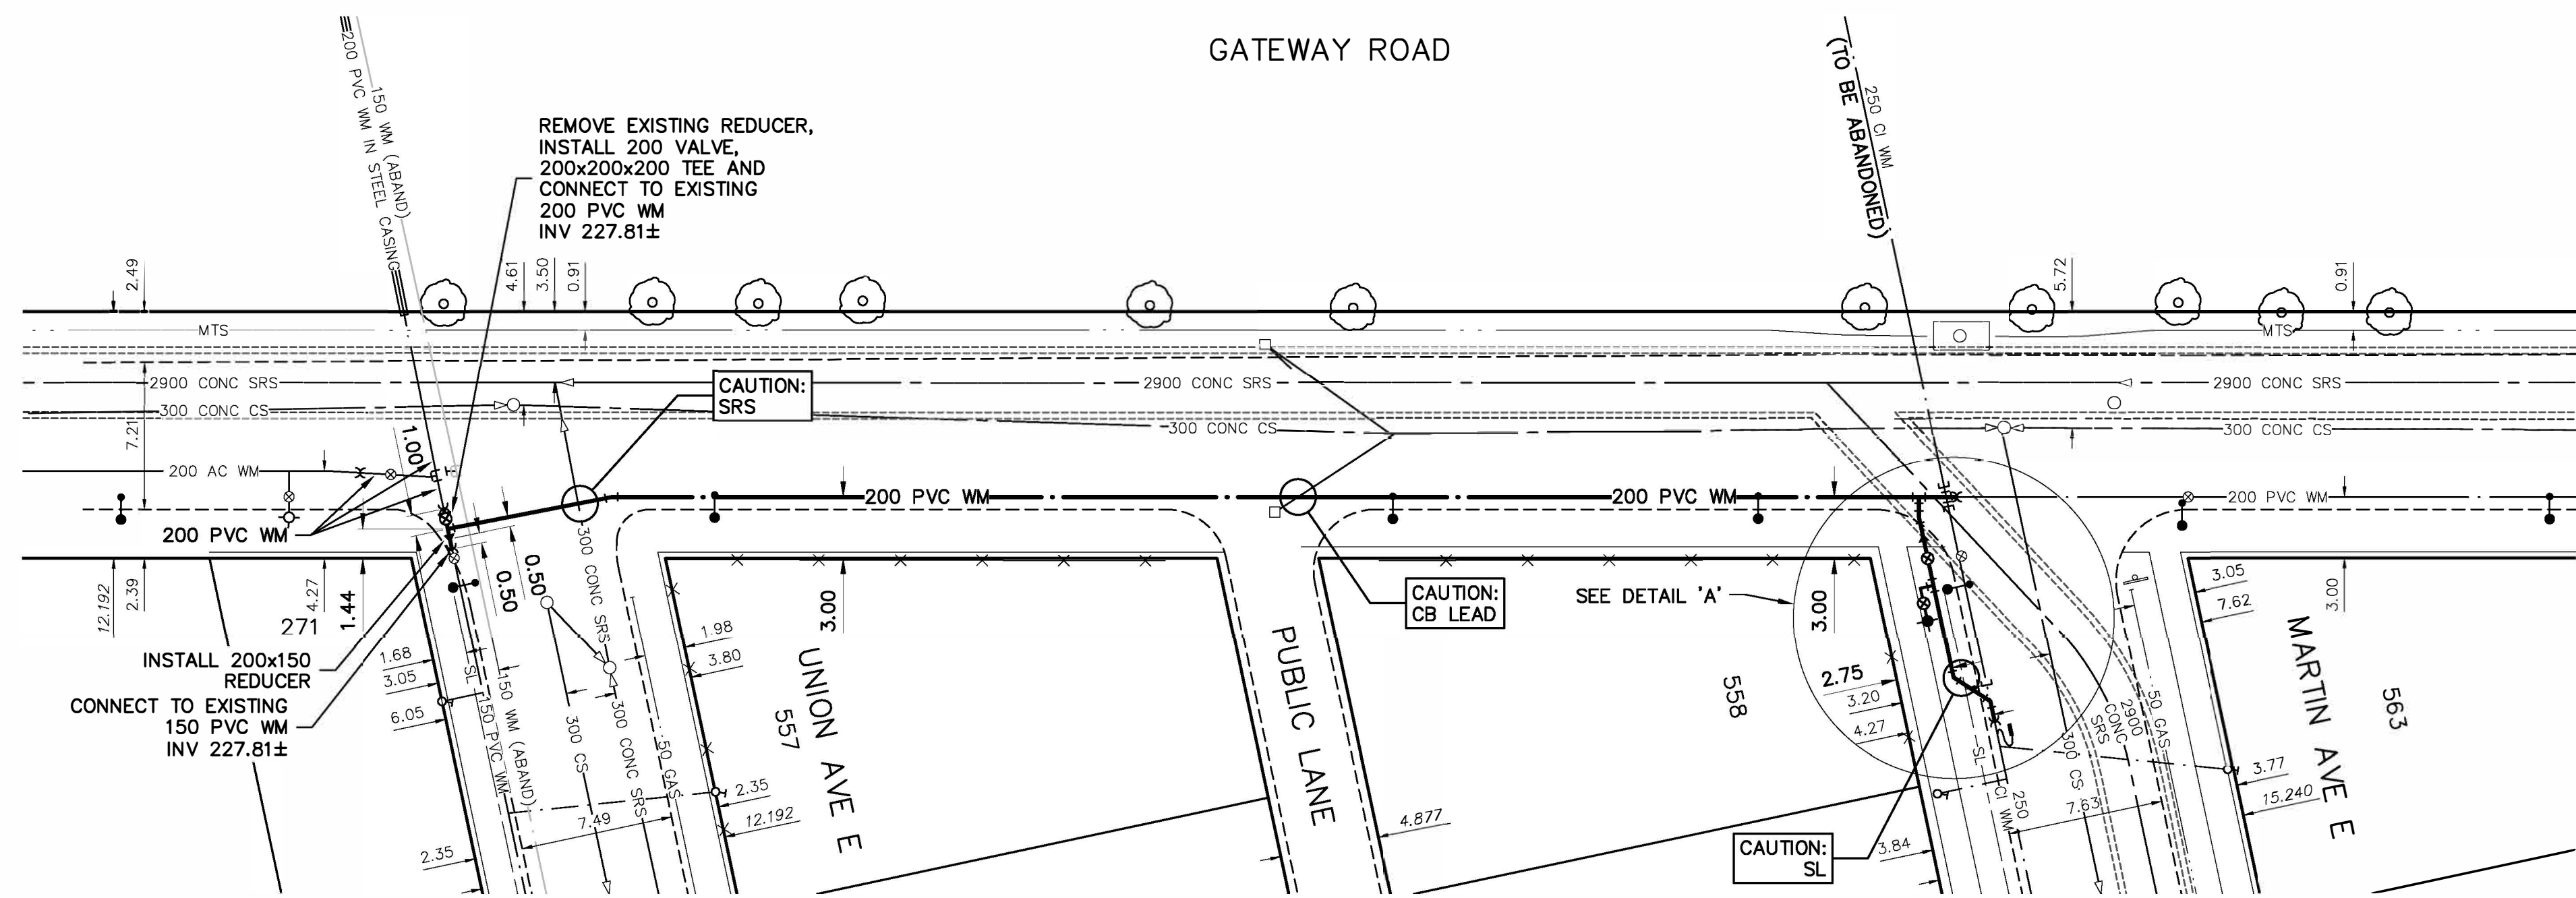 GATEWAY ROAD
200 PVC WM IN STEEL CASING
150 WM (ABAND)
REMOVE EXISTING REDUCER,
INSTALL 200 VALVE,
200x200x200 TEE AND
CONNECT TO EXISTING
200 PVC WM
INV 227.81±
250 CI WM
(TO BE ABANDONED)
2.49
4.61
3.50
0.91
5.72
0.91
MTS
MTS
2900 CONC SRS
2900 CONC SRS
2900 CONC SRS
CAUTION:
SRS
300 CONC CS
300 CONC CS
300 CONC CS
7.21
1.00
200 AC WM
200 PVC WM
200 PVC WM
200 PVC WM
200 PVC WM
12.192
2.39
4.27
1.44
271
0.50
0.50
300 CONC SRS
3.00
3.00
3.00
CAUTION:
CB LEAD
SEE DETAIL 'A'
3.05
7.62
INSTALL 200x150
REDUCER
CONNECT TO EXISTING
150 PVC WM
INV 227.81±
1.68
3.05
6.05
2.35
SL
150 PVC WM
150 WM (ABAND)
300 CS
300 CONC SRS
50 GAS
7.49
1.98
3.80
2.35
12.192
UNION AVE E
557
PUBLIC LANE
4.877
558
2.75
3.20
4.27
3.84
CAUTION:
SL
SL
250
CI WM
300 CS
2900
CONC
SRS
50 GAS
7.63
3.77
15.240
MARTIN AVE E
563